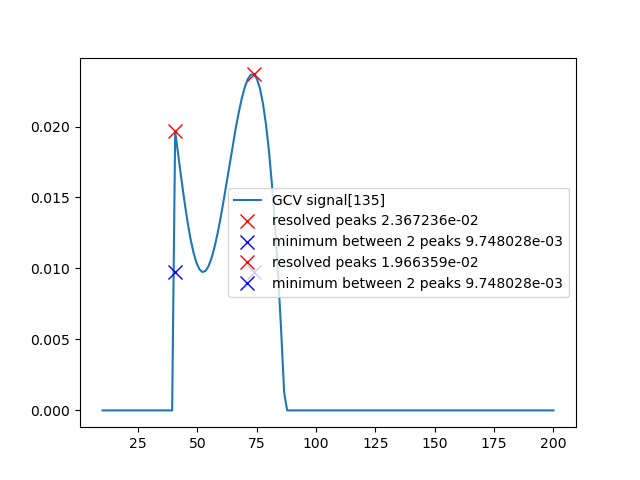 0.020
0.015
0.010
0.005
0.000
GCV signal[135]
resolved peaks 2.367236e-02
minimum between 2 peaks 9.748028e-03
resolved peaks 1.966359e-02
minimum between 2 peaks 9.748028e-03
25 50 75 100 125 150 175 200